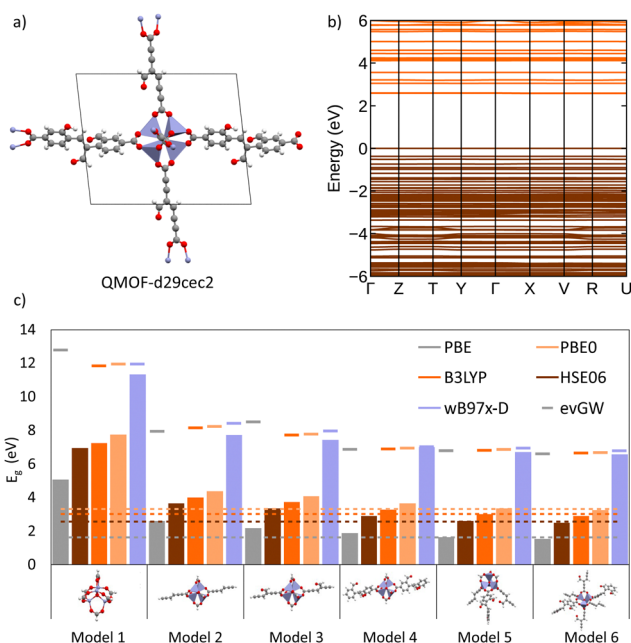 a)
QMOF-d29cec2
b)
Energy (eV)
6
4
2
0
−2
−4
−6
Γ Z T Y Γ X V R U
c)
E_g (eV)
14
12
10
8
6
4
2
0
PBE
PBE0
B3LYP
HSE06
wB97x-D
evGW
Model 1 Model 2 Model 3 Model 4 Model 5 Model 6